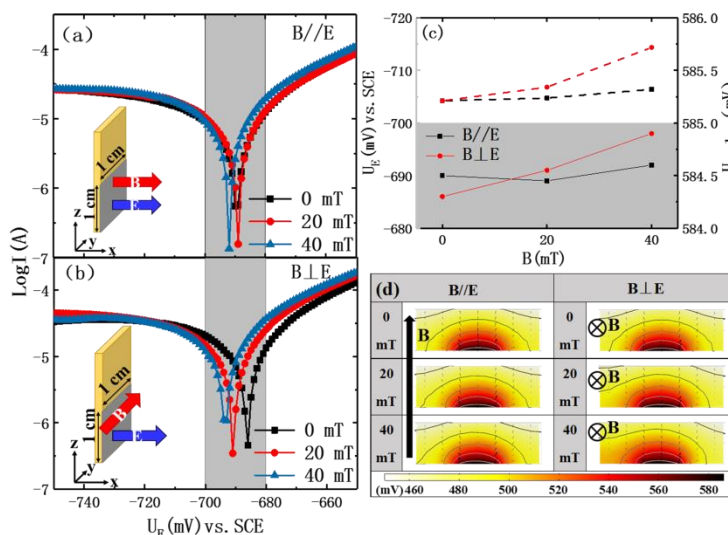 (a)
B//E
-4
-5
-6
-7
1 cm
1 cm
B
E
z
y
x
0 mT
20 mT
40 mT
LogI(A)
(b)
B⊥E
-4
-5
-6
-7
1 cm
1 cm
B
E
z
y
x
0 mT
20 mT
40 mT
-740 -720 -700 -680 -660
U_E(mV)vs.SCE
(c)
-720
-710
-700
-690
-680
U_E(mV)vs.SCE
B//E
B⊥E
586.0
585.5
585.0
584.5
584.0
(mV)
0 20 40
B(mT)
(d)
B//E B⊥E
0 mT
20 mT
40 mT
B
0 mT
20 mT
40 mT
B
B
B
(mV) 460 480 500 520 540 560 580